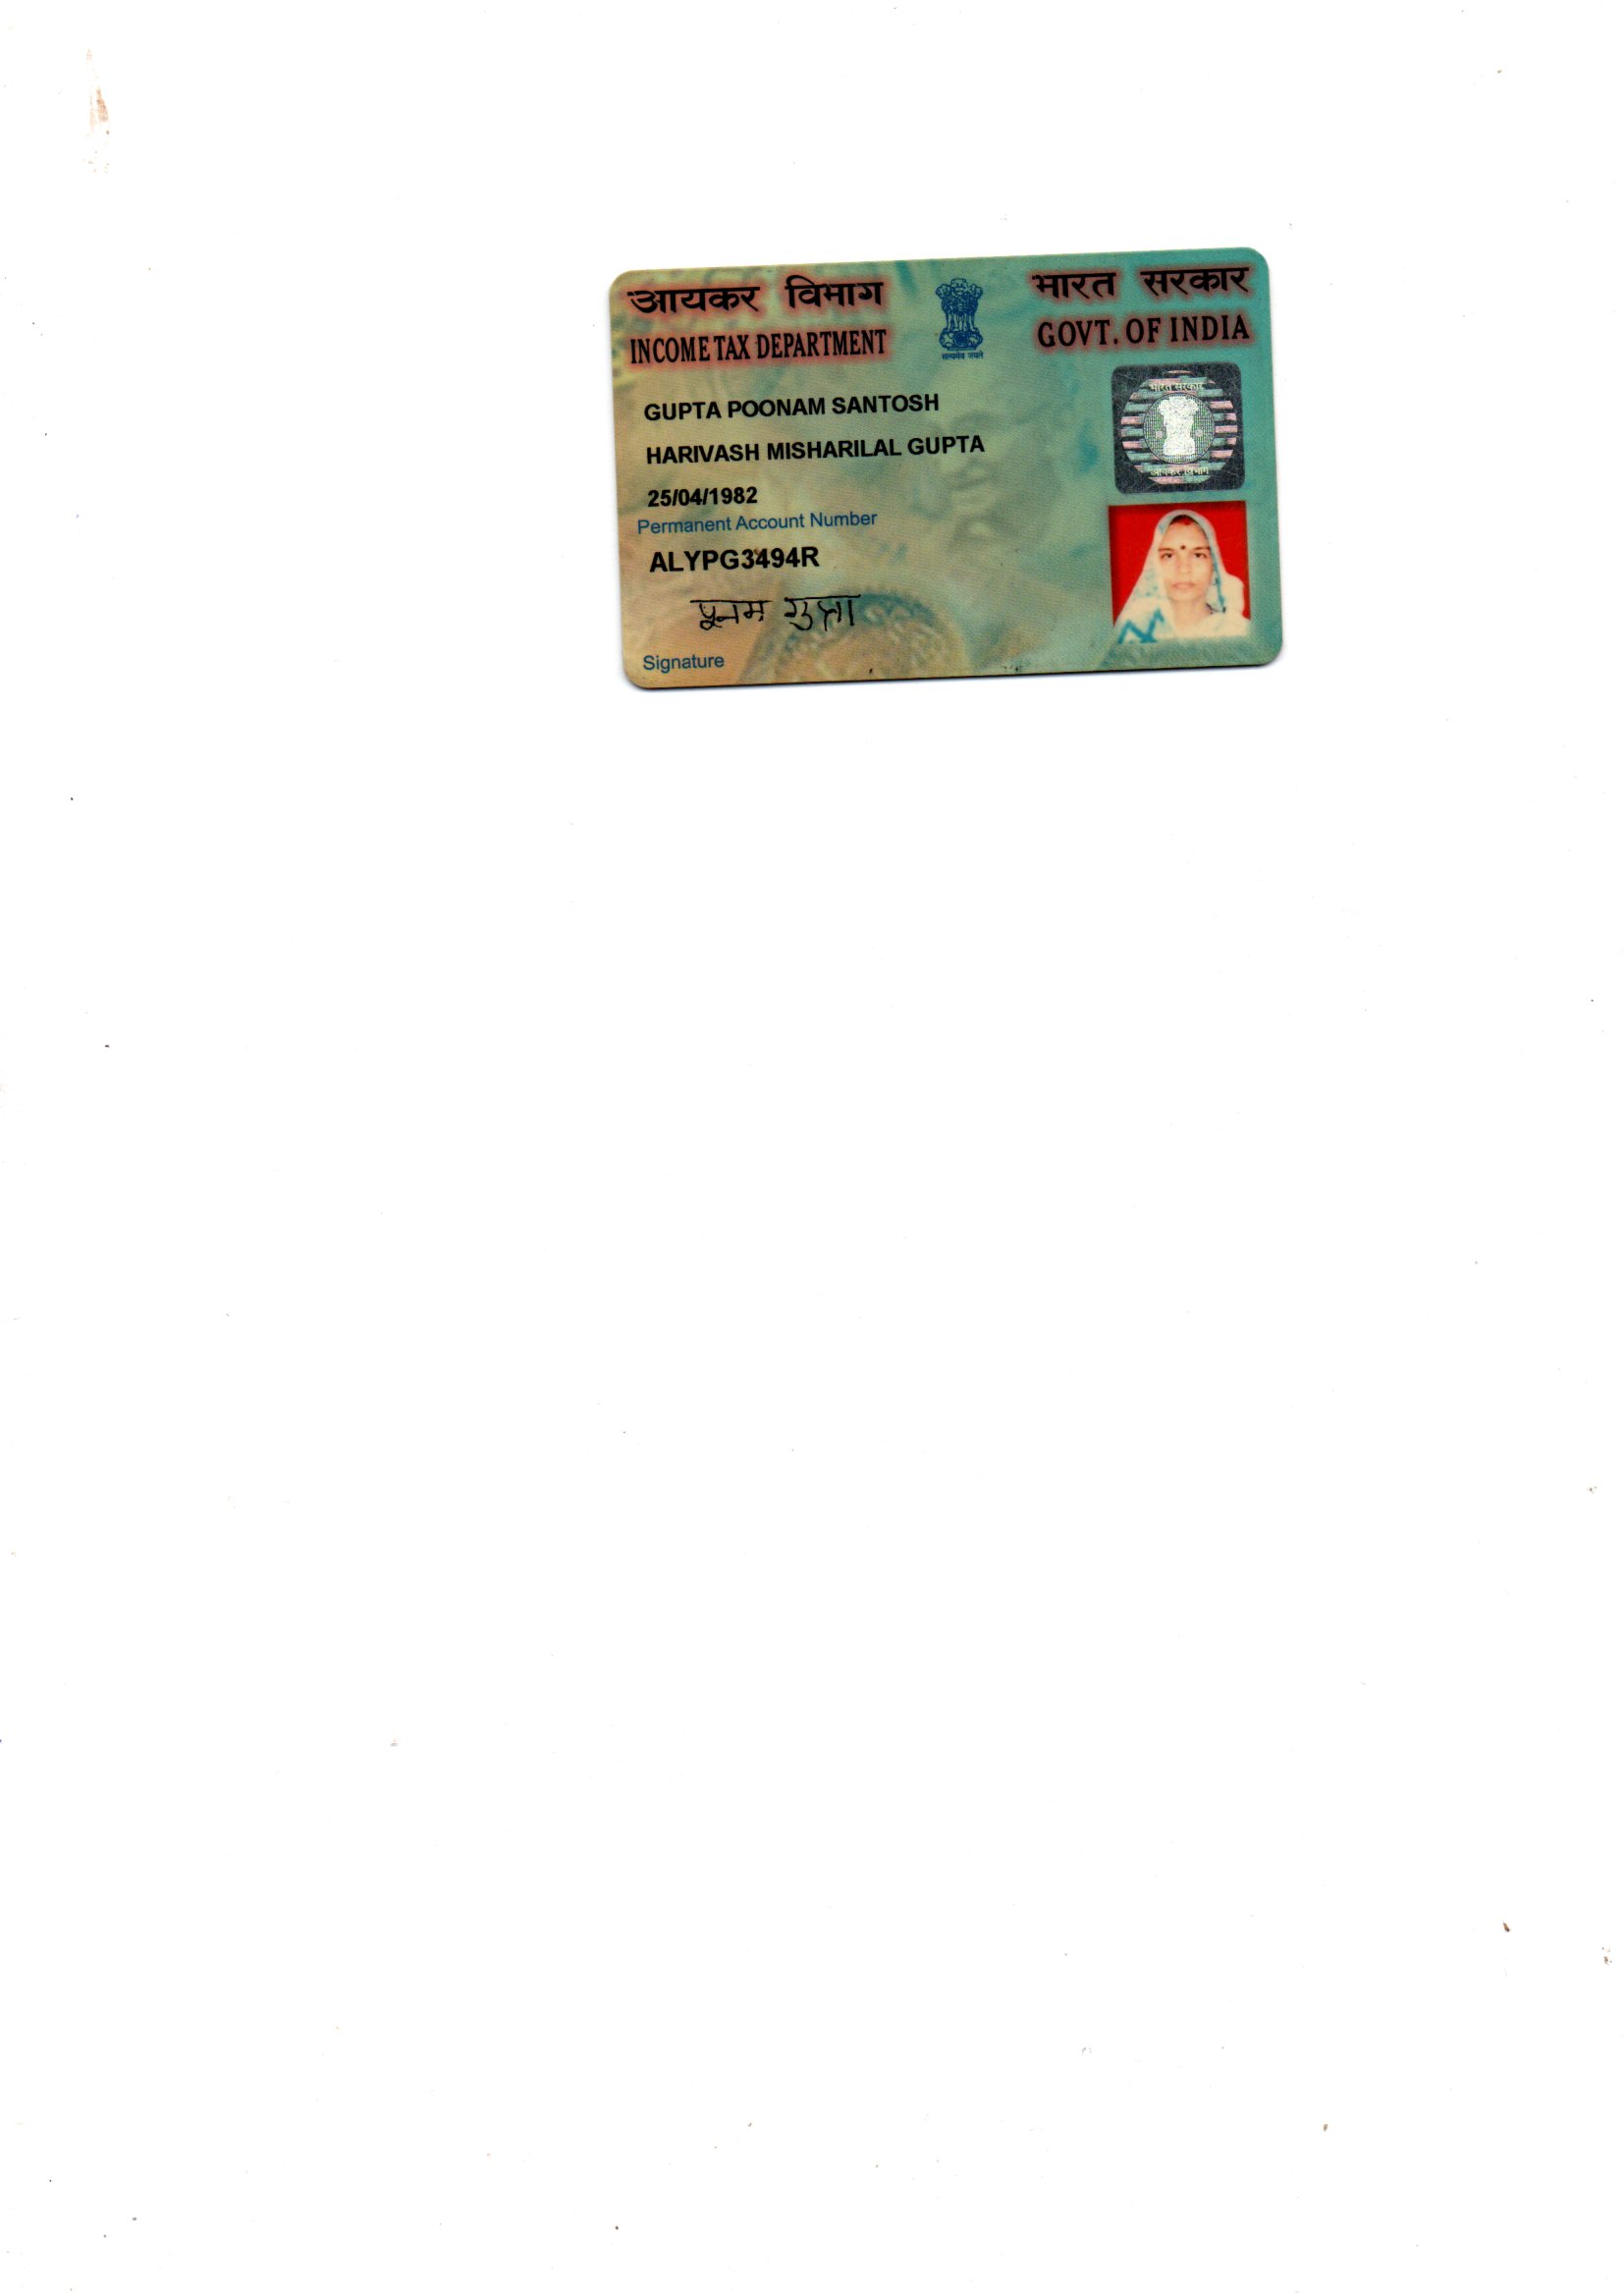 आयकर विभाग
INCOME TAX DEPARTMENT
सत्यमेव जयते
भारत सरकार
GOVT. OF INDIA
GUPTA POONAM SANTOSH
HARIVASH MISHARILAL GUPTA
25/04/1982
Permanent Account Number
ALYPG3494R
पूनम गुप्ता
Signature
भारत सरकार
आयकर विभाग